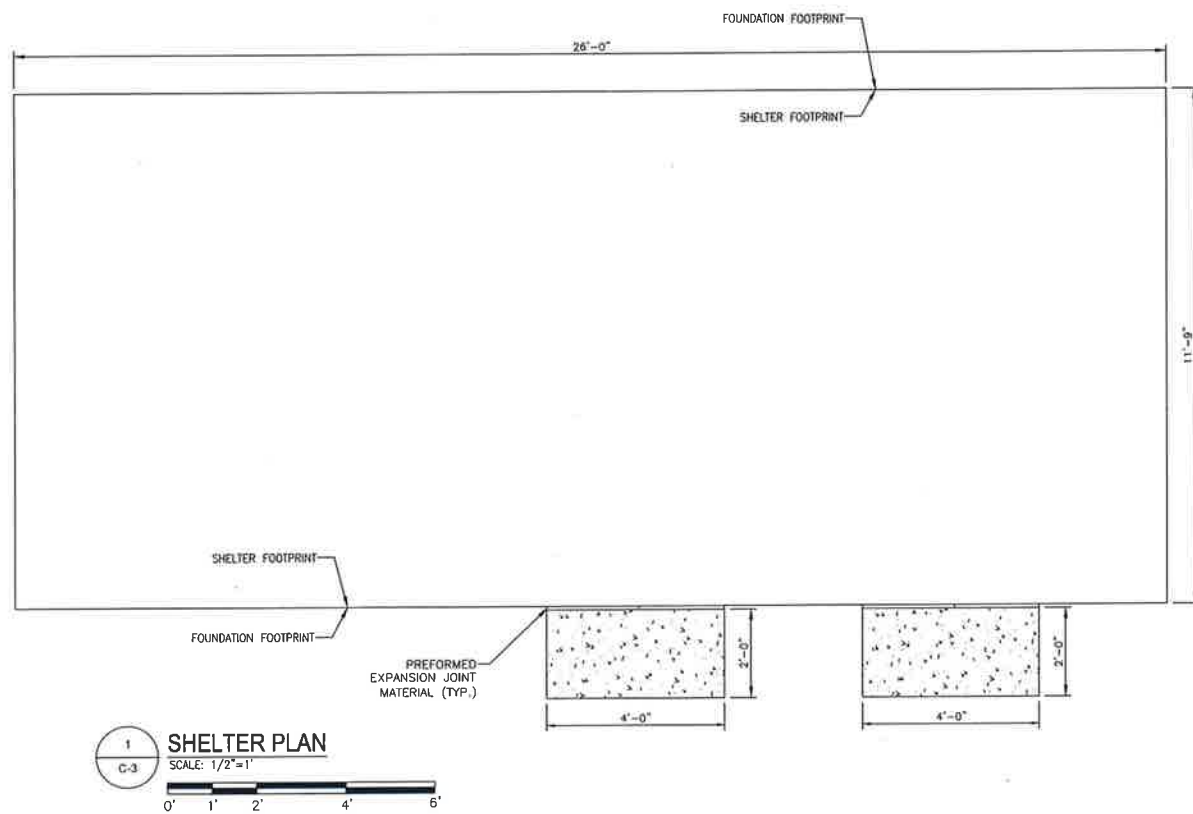 FOUNDATION FOOTPRINT
26'-0"
SHELTER FOOTPRINT
11'-9"
SHELTER FOOTPRINT
FOUNDATION FOOTPRINT
PREFORMED
EXPANSION JOINT
MATERIAL (TYP.)
2'-0"
2'-0"
4'-0"
4'-0"
1
C-3
SHELTER PLAN
SCALE: 1/2"=1'
0' 1' 2' 4' 6'